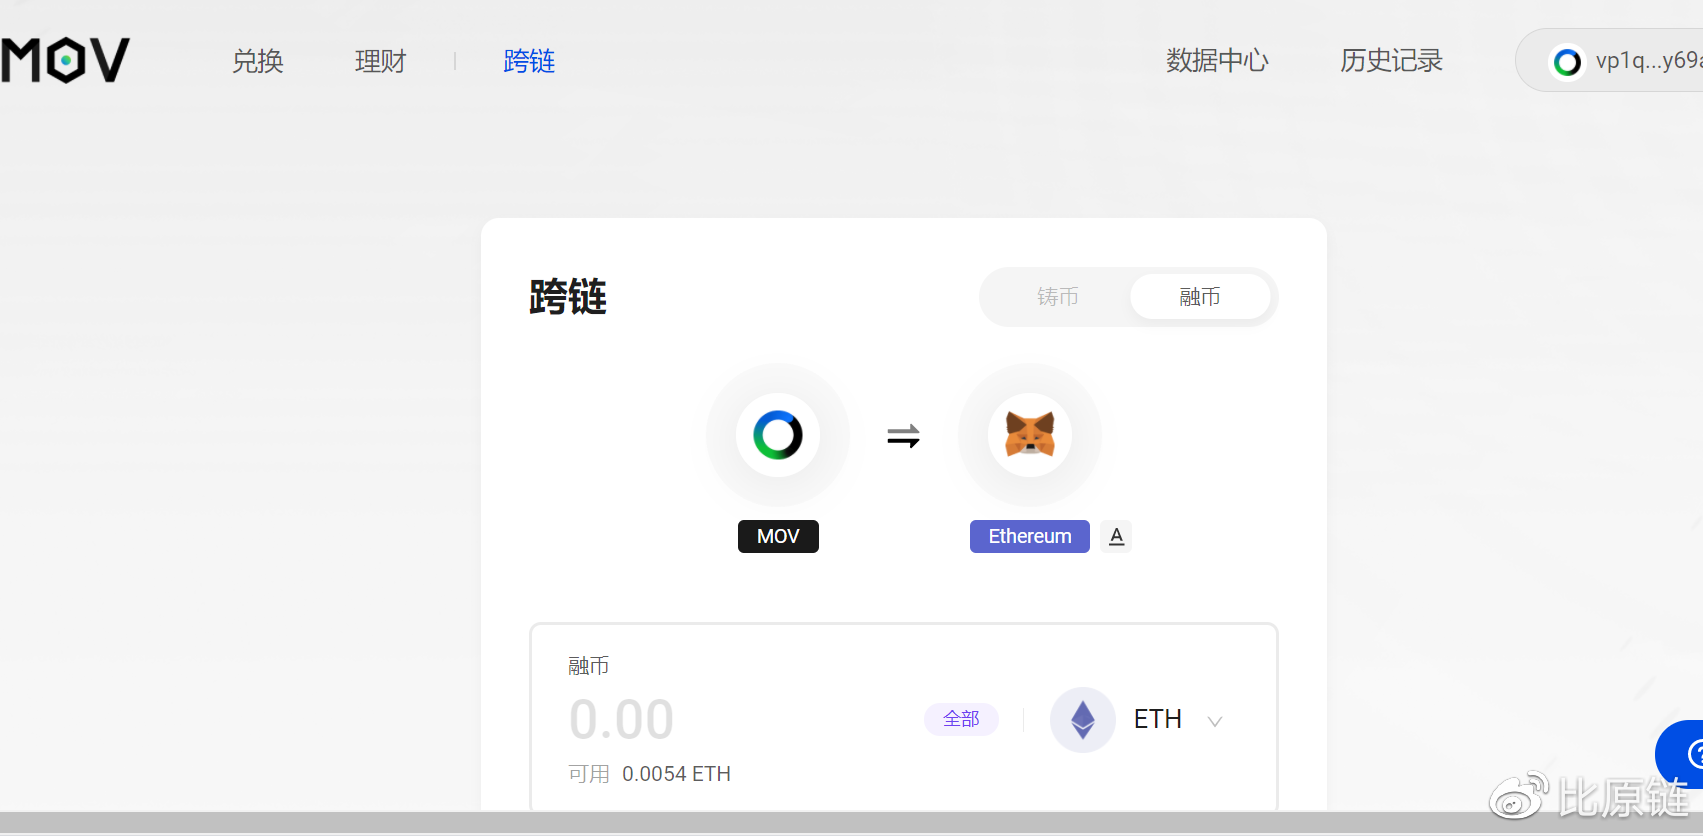 MOV
兑换 理财 跨链 数据中心 历史记录 vp1q...y69a
跨链
铸币 融币
MOV Ethereum A
融币
0.00 全部 ETH
可用 0.0054 ETH
比原链